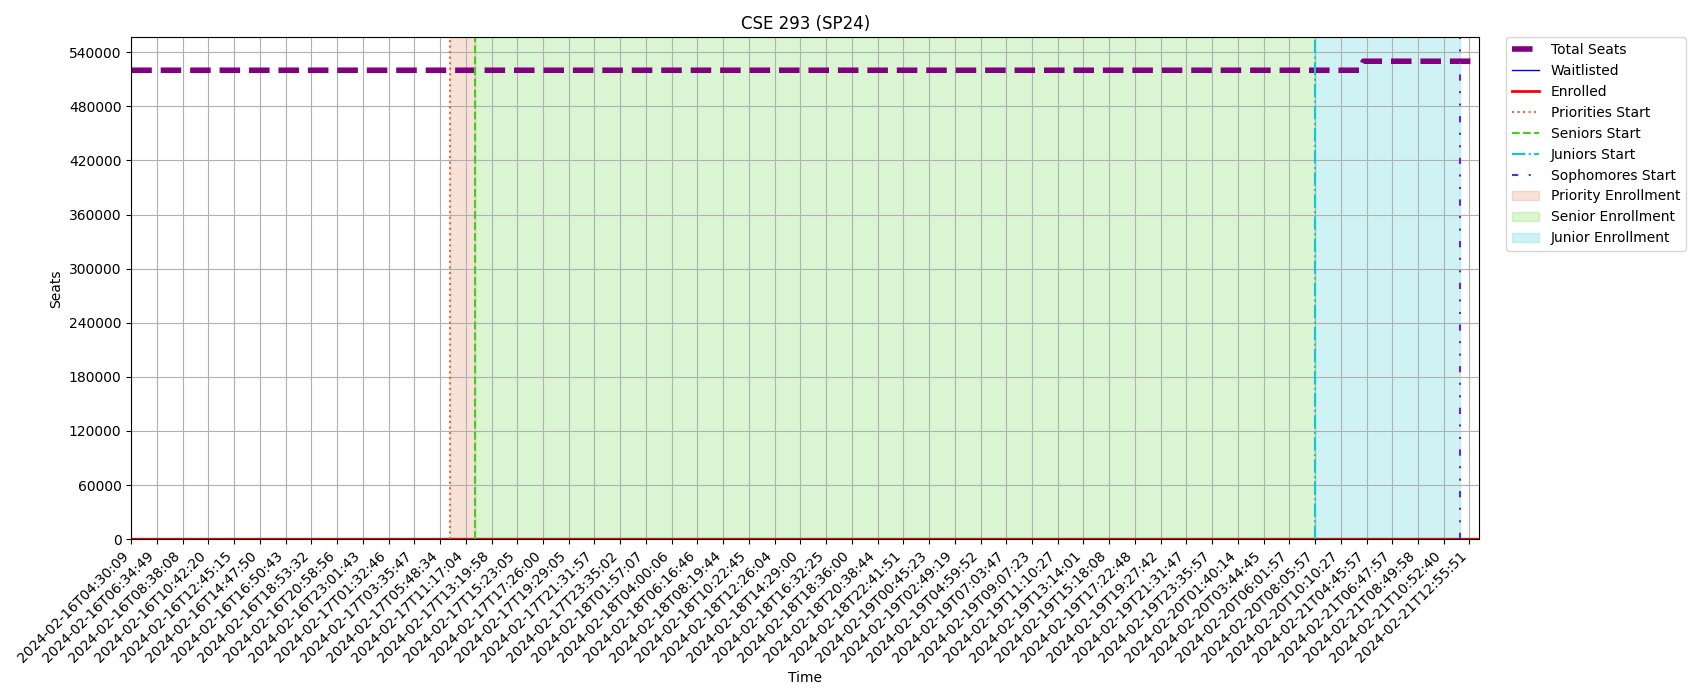 CSE 293 (SP24)
Total Seats
Waitlisted
Enrolled
Priorities Start
Seniors Start
Juniors Start
Sophomores Start
Priority Enrollment
Senior Enrollment
Junior Enrollment
Seats
540000
480000
420000
360000
300000
240000
180000
120000
60000
0
2024-02-16T04:30:09
2024-02-16T06:34:49
2024-02-16T08:38:08
2024-02-16T10:42:20
2024-02-16T12:45:15
2024-02-16T14:47:50
2024-02-16T16:50:43
2024-02-16T18:53:32
2024-02-16T20:58:56
2024-02-16T23:01:43
2024-02-17T01:32:46
2024-02-17T03:35:47
2024-02-17T05:48:34
2024-02-17T11:17:04
2024-02-17T13:19:58
2024-02-17T15:23:05
2024-02-17T17:26:00
2024-02-17T19:29:05
2024-02-17T21:31:57
2024-02-17T23:35:02
2024-02-18T01:57:07
2024-02-18T04:00:06
2024-02-18T06:16:46
2024-02-18T08:19:44
2024-02-18T10:22:45
2024-02-18T12:26:04
2024-02-18T14:29:00
2024-02-18T16:32:25
2024-02-18T18:36:00
2024-02-18T20:38:44
2024-02-18T22:41:51
2024-02-19T00:45:23
2024-02-19T02:49:19
2024-02-19T04:59:52
2024-02-19T07:03:47
2024-02-19T09:07:23
2024-02-19T11:10:27
2024-02-19T13:14:01
2024-02-19T15:18:08
2024-02-19T17:22:48
2024-02-19T19:27:42
2024-02-19T21:31:47
2024-02-19T23:35:57
2024-02-20T01:40:14
2024-02-20T03:44:45
2024-02-20T06:01:57
2024-02-20T08:05:57
2024-02-20T10:10:27
2024-02-21T04:45:57
2024-02-21T06:47:57
2024-02-21T08:49:58
2024-02-21T10:52:40
2024-02-21T12:55:51
Time